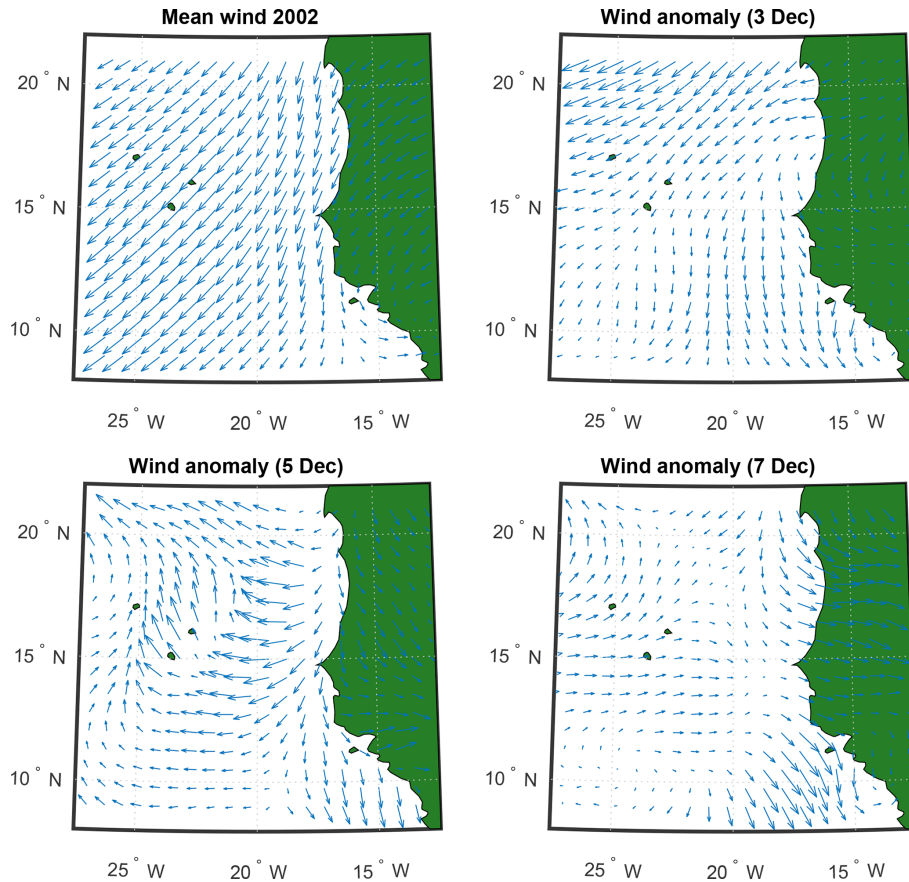 Mean wind 2002
Wind anomaly (3 Dec)
20° N
15° N
10° N
25° W
20° W
15° W
20° N
15° N
10° N
25° W
20° W
15° W
Wind anomaly (5 Dec)
Wind anomaly (7 Dec)
20° N
15° N
10° N
25° W
20° W
15° W
20° N
15° N
10° N
25° W
20° W
15° W